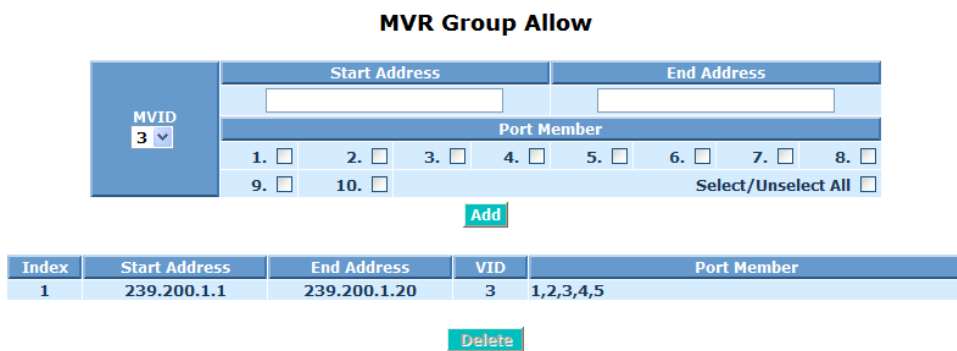 MVR Group Allow
Start Address End Address
MVID
3
Port Member
1. 2. 3. 4. 5. 6. 7. 8.
9. 10. Select/Unselect All
Add
Index Start Address End Address VID Port Member
1 239.200.1.1 239.200.1.20 3 1,2,3,4,5
Delete